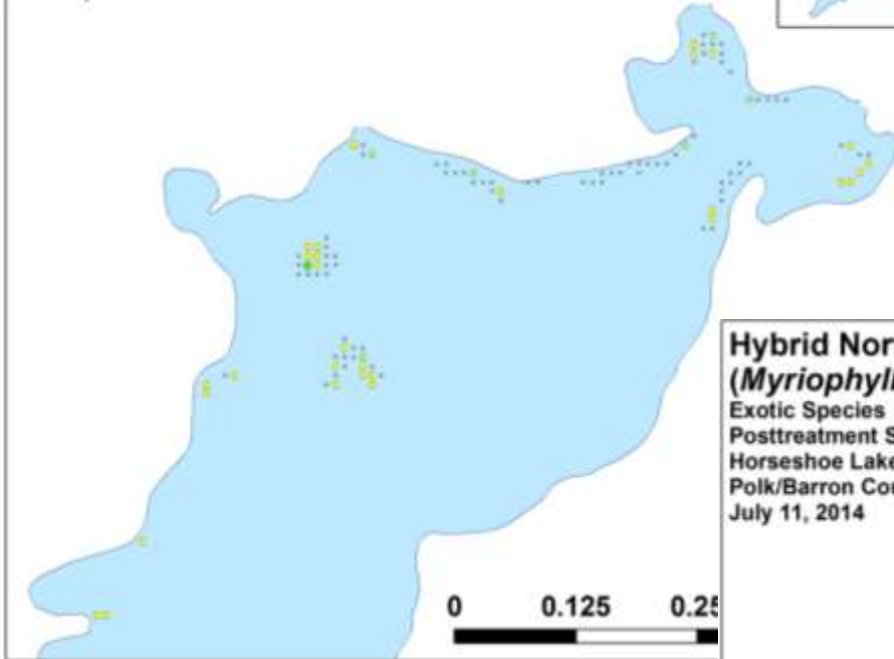 Hybrid Nor
(Myriophyll
Exotic Species
Posttreatment S
Horseshoe Lake
Polk/Barron Cou
July 11, 2014
0 0.125 0.25